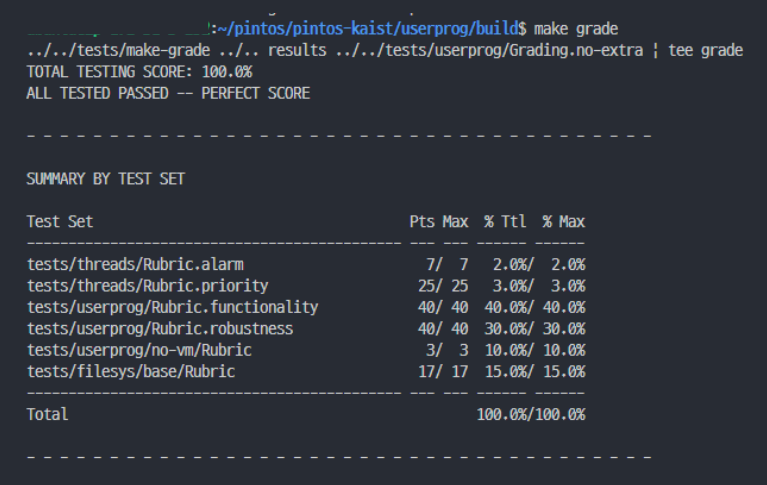 :~/pintos/pintos-kaist/userprog/build$ make grade
../../tests/make-grade ../.. results ../../tests/userprog/Grading.no-extra | tee grade
TOTAL TESTING SCORE: 100.0%
ALL TESTED PASSED -- PERFECT SCORE
- - - - - - - - - - - - - - - - - - - - - - - - - - - - - - - - - - - - - - -
SUMMARY BY TEST SET
Test Set                                      Pts Max  % Ttl  % Max
--------------------------------------------- --- --- ------ ------
tests/threads/Rubric.alarm                      7/  7   2.0%/  2.0%
tests/threads/Rubric.priority                  25/ 25   3.0%/  3.0%
tests/userprog/Rubric.functionality            40/ 40  40.0%/ 40.0%
tests/userprog/Rubric.robustness               40/ 40  30.0%/ 30.0%
tests/userprog/no-vm/Rubric                     3/  3  10.0%/ 10.0%
tests/filesys/base/Rubric                      17/ 17  15.0%/ 15.0%
--------------------------------------------- --- --- ------ ------
Total                                                 100.0%/100.0%
- - - - - - - - - - - - - - - - - - - - - - - - - - - - - - - - - - - - - - -